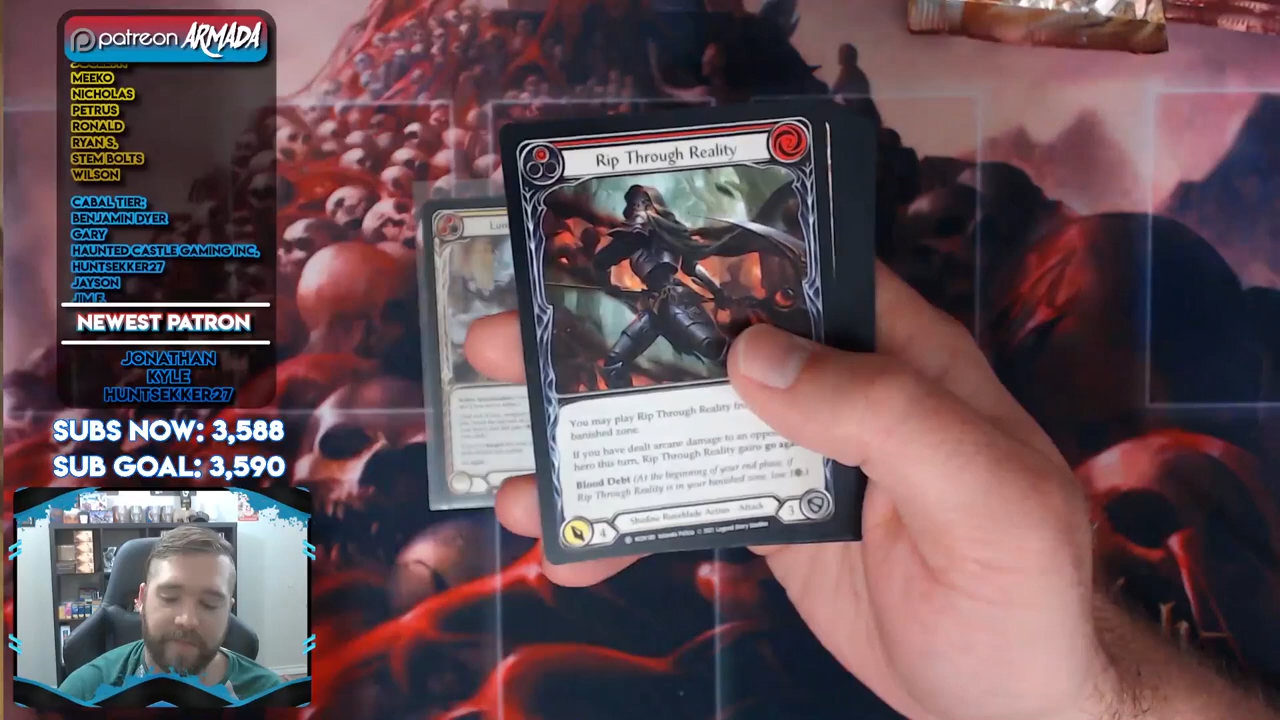 patreon ARMADA
MEEKO
NICHOLAS
PETRUS
RONALD
RYAN S.
STEM BOLTS
WILSON
CABAL TIER:
BENJAMIN DYER
GARY
HAUNTED CASTLE GAMING INC.
HUNTSEKKER27
JAYSON
JIM F.
NEWEST PATRON
JONATHAN
KYLE
HUNTSEKKER27
SUBS NOW: 3,588
SUB GOAL: 3,590
Lun
Rip Through Reality
You may play Rip Through Reality
banished zone.
If you have dealt arcane damage to an
hero this turn, Rip Through Reality gains go
Blood Debt (At the beginning of your end phase, if
Rip Through Reality is in your banished zone, lose 1
4
Shadow Runeblade Action Attack
3